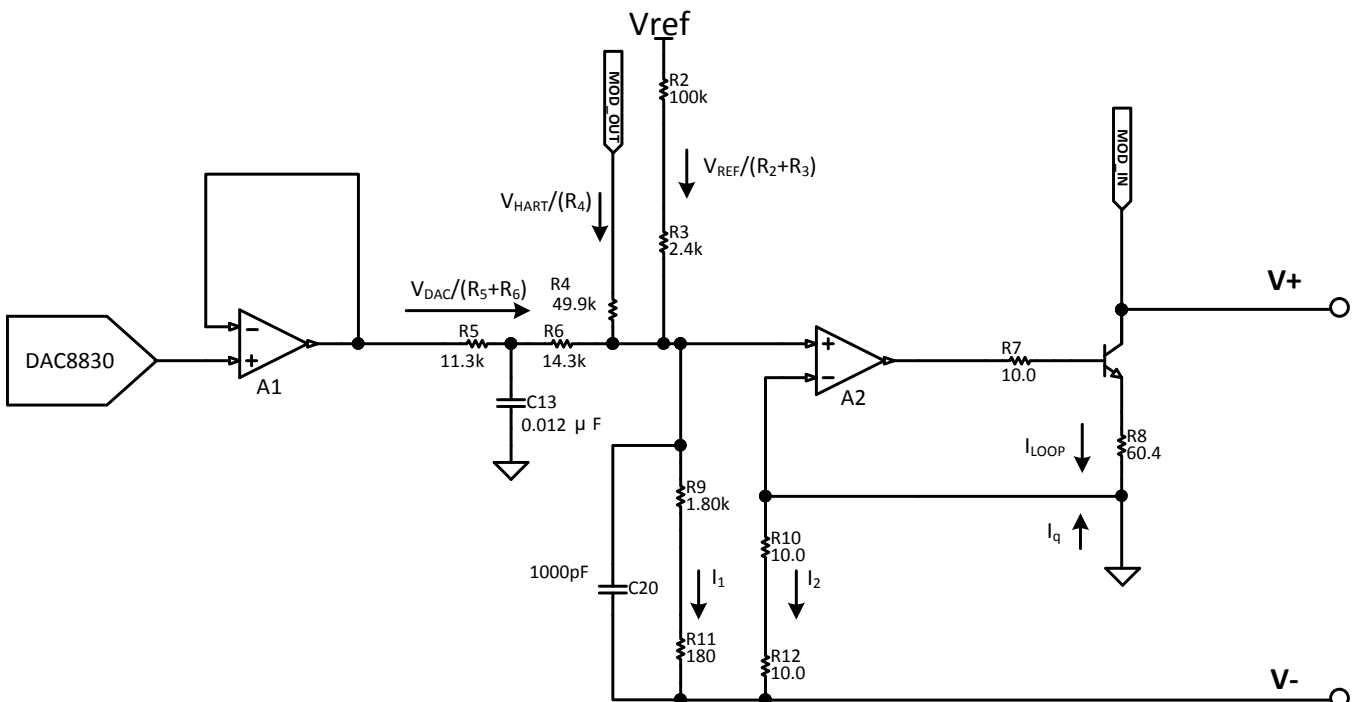 Vref
MOD_OUT
R2
100k
MOD_IN
VREF/(R2+R3)
VHART/(R4)
R3
2.4k
V+
VDAC/(R5+R6)
R4
49.9k
DAC8830
-
+
A1
R5
11.3k
R6
14.3k
+
-
A2
R7
10.0
C13
0.012 µ F
ILOOP
R8
60.4
R9
1.80k
Iq
R10
10.0
1000pF
C20
I1
I2
R11
180
R12
10.0
V-